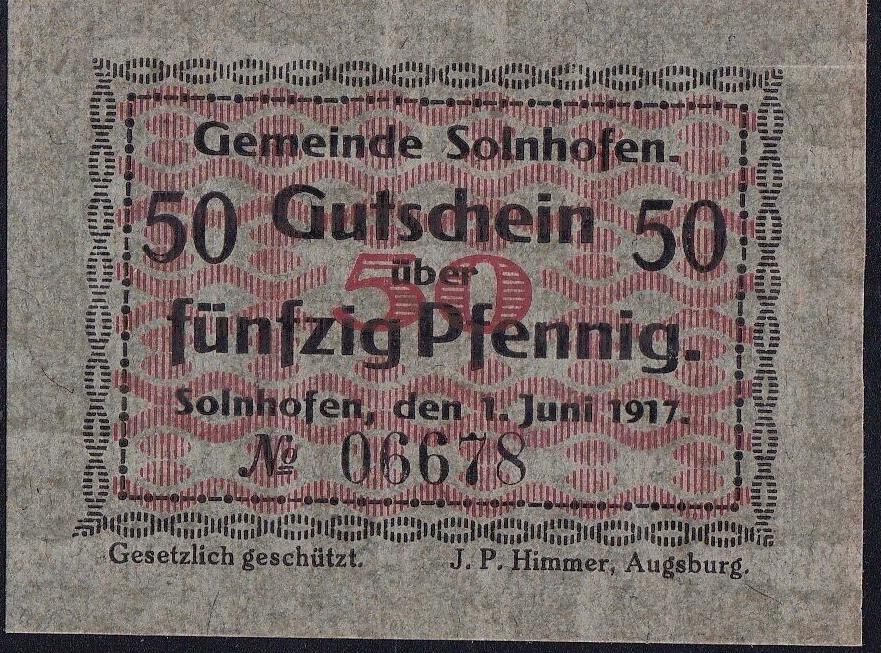 Gemeinde Solnhofen.
50 Gutschein 50
über
50
fünfzig Pfennig.
Solnhofen, den 1. Juni 1917.
No 06678
Gesetzlich geschützt. J. P. Himmer, Augsburg.